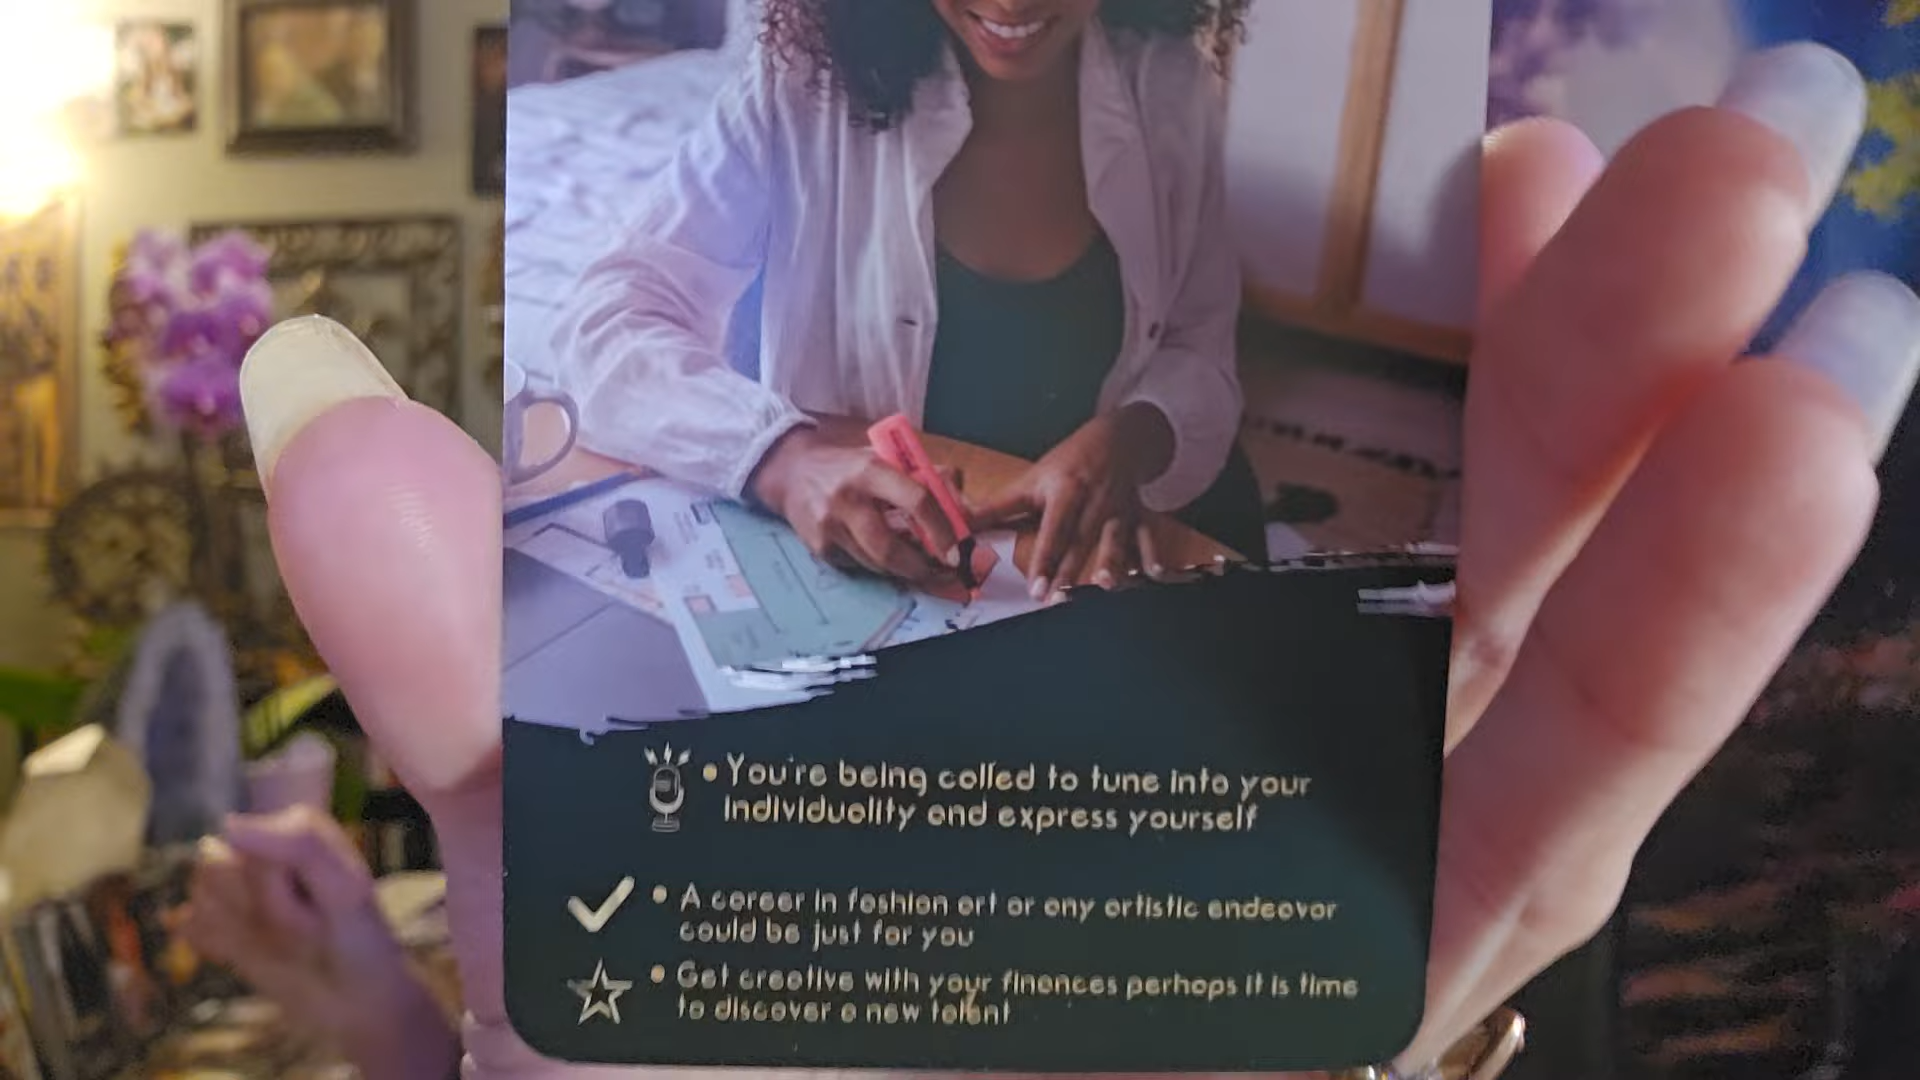 • You're being called to tune into your
individuality and express yourself
• A career in fashion art or any artistic endeavor
could be just for you
• Get creative with your finances perhaps it is time
to discover a new talent